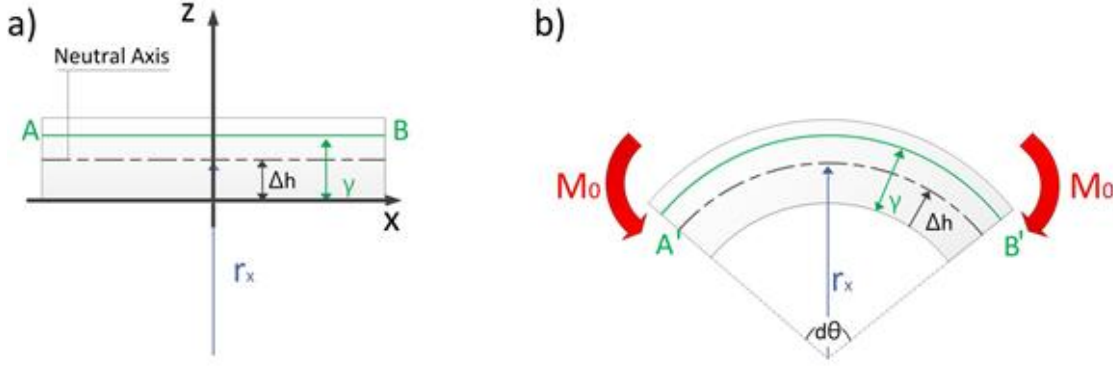 a)
Z
Neutral Axis
A
B
Δh
γ
X
rₓ
b)
M₀
M₀
γ
Δh
A'
B'
rₓ
dθ